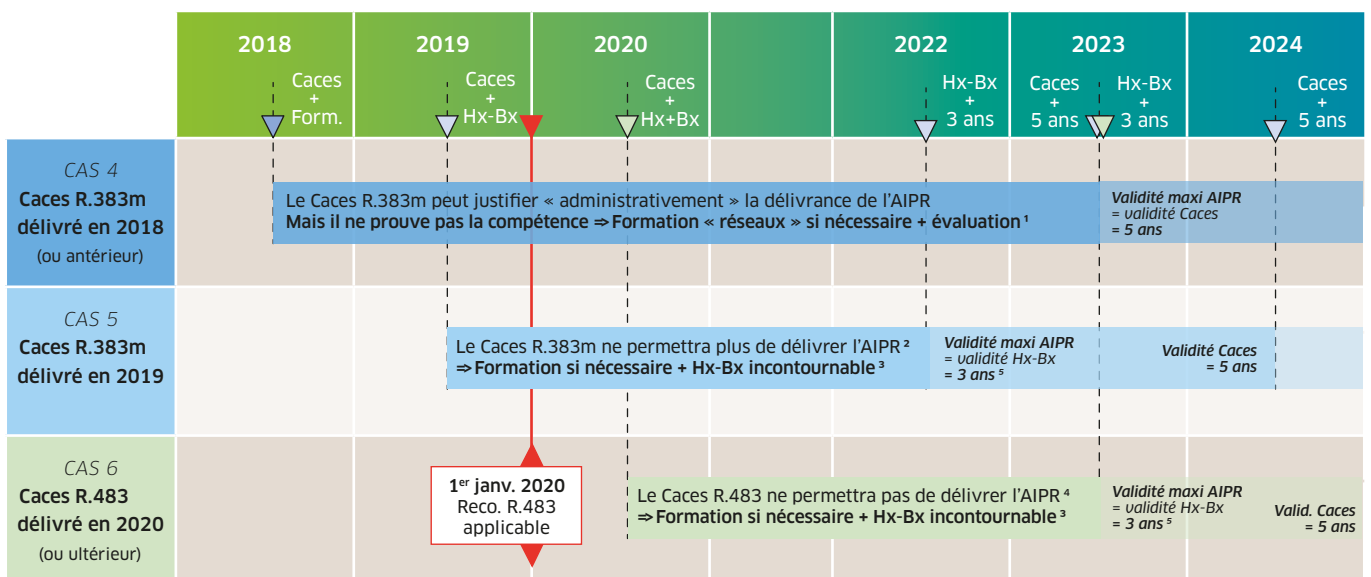 2018
2019
2020
2022
2023
2024
Caces
+
Form.
Caces
+
Hx-Bx
Caces
+
Hx+Bx
Hx-Bx
+
3 ans
Caces
+
5 ans
Hx-Bx
+
3 ans
Caces
+
5 ans
CAS 4
Caces R.383m
délivré en 2018
(ou antérieur)
Le Caces R.383m peut justifier « administrativement » la délivrance de l'AIPR
Mais il ne prouve pas la compétence ⇒ Formation « réseaux » si nécessaire + évaluation ¹
Validité maxi AIPR
= validité Caces
= 5 ans
CAS 5
Caces R.383m
délivré en 2019
Le Caces R.383m ne permettra plus de délivrer l'AIPR ²
⇒ Formation si nécessaire + Hx-Bx incontournable ³
Validité maxi AIPR
= validité Hx-Bx
= 3 ans ⁵
Validité Caces
= 5 ans
CAS 6
Caces R.483
délivré en 2020
(ou ultérieur)
1er janv. 2020
Reco. R.483
applicable
Le Caces R.483 ne permettra pas de délivrer l'AIPR ⁴
⇒ Formation si nécessaire + Hx-Bx incontournable ³
Validité maxi AIPR
= validité Hx-Bx
= 3 ans ⁵
Valid. Caces
= 5 ans